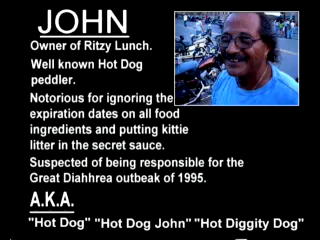 JOHN
Owner of Ritzy Lunch.
Well known Hot Dog
peddler.
Notorious for ignoring the
expiration dates on all food
ingredients and putting kittie
litter in the secret sauce.
Suspected of being responsible for the
Great Diahhrea outbeak of 1995.
A.K.A.
"Hot Dog" "Hot Dog John" "Hot Diggity Dog"